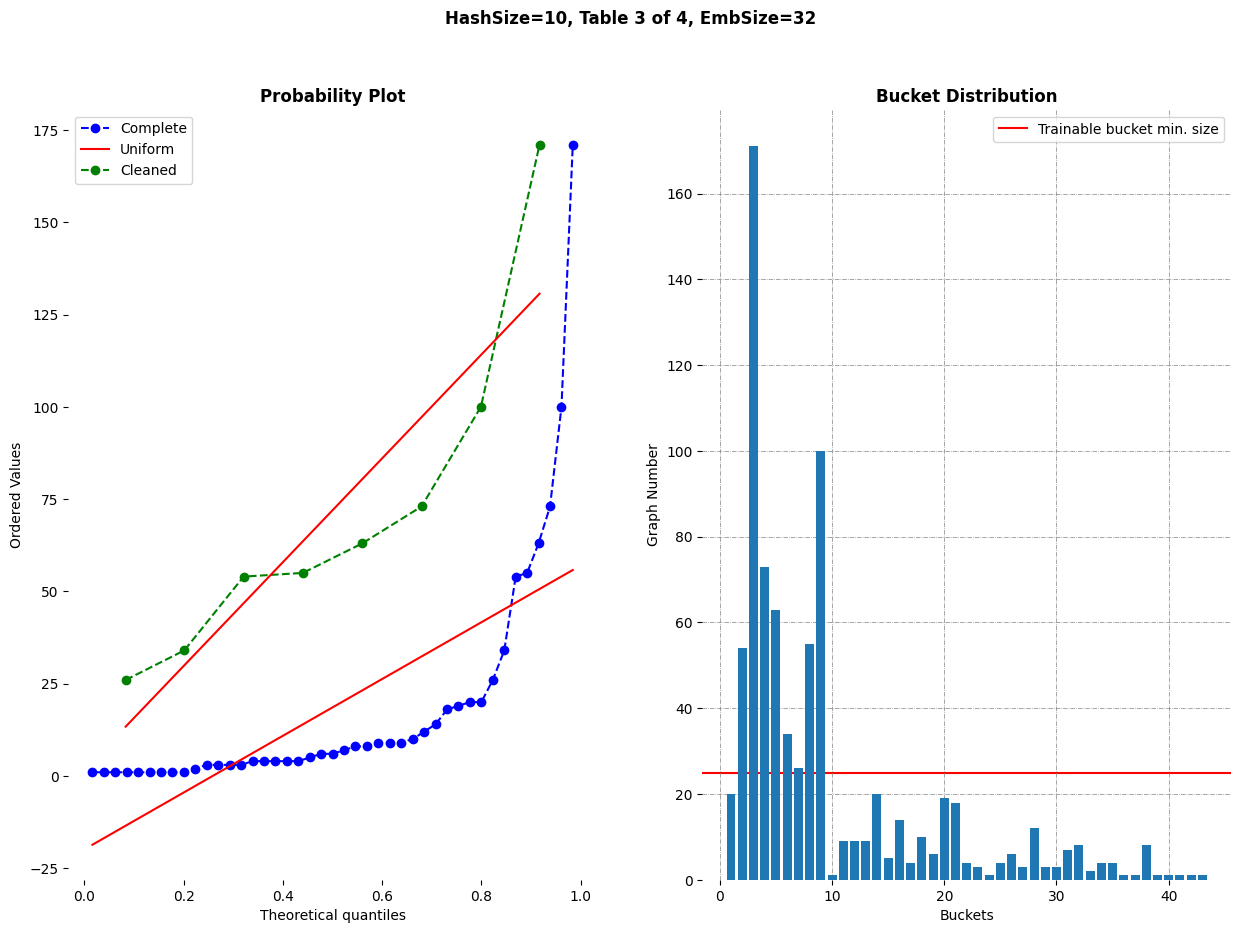 HashSize=10, Table 3 of 4, EmbSize=32
Probability Plot
Complete
Uniform
Cleaned
175
150
125
100
75
50
25
0
−25
0.0 0.2 0.4 0.6 0.8 1.0
Theoretical quantiles
Ordered Values
Bucket Distribution
Trainable bucket min. size
160
140
120
100
80
60
40
20
0
0 10 20 30 40
Buckets
Graph Number